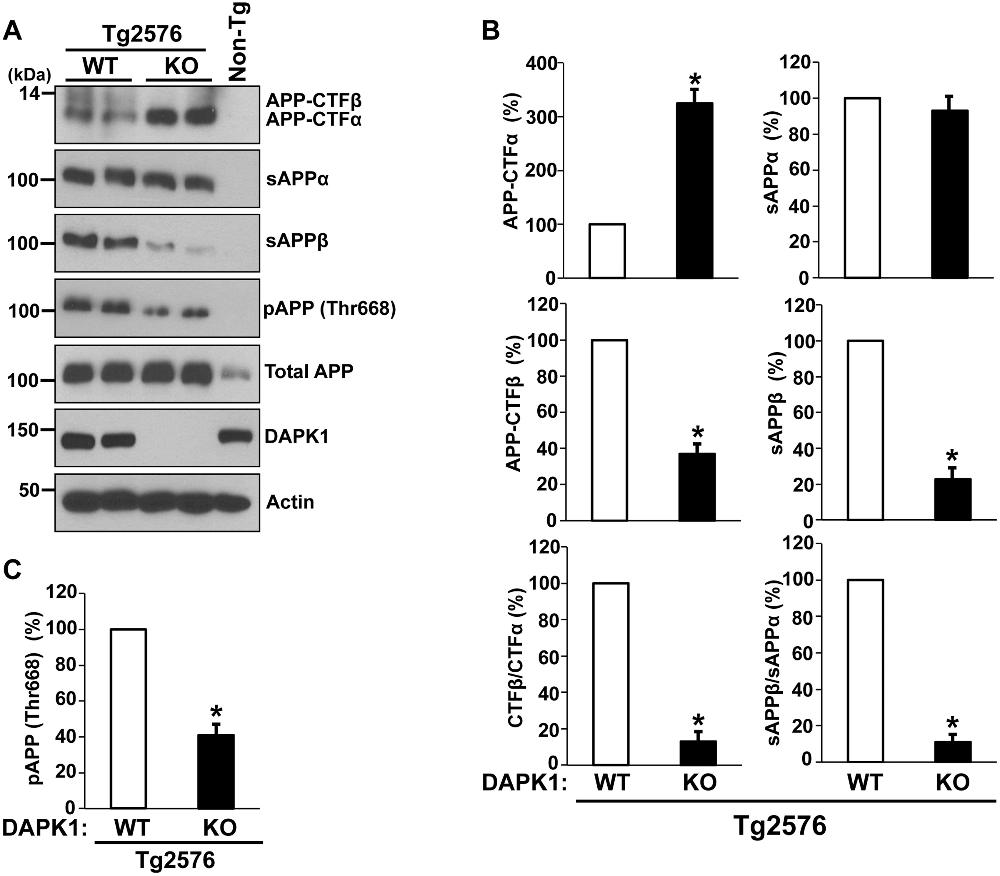 A
Tg2576
Non-Tg
WT KO
(kDa)
14
APP-CTFβ
APP-CTFα
100
sAPPα
100
sAPPβ
100
pAPP (Thr668)
100
Total APP
150
DAPK1
50
Actin
B
APP-CTFα (%)
400
300
200
100
0
*
sAPPα (%)
120
100
80
60
40
20
0
APP-CTFβ (%)
120
100
80
60
40
20
0
*
sAPPβ (%)
120
100
80
60
40
20
0
*
CTFβ/CTFα (%)
120
100
80
60
40
20
0
*
sAPPβ/sAPPα (%)
120
100
80
60
40
20
0
*
DAPK1: WT KO WT KO
Tg2576
C
pAPP (Thr668) (%)
120
100
80
60
40
20
0
*
DAPK1: WT KO
Tg2576